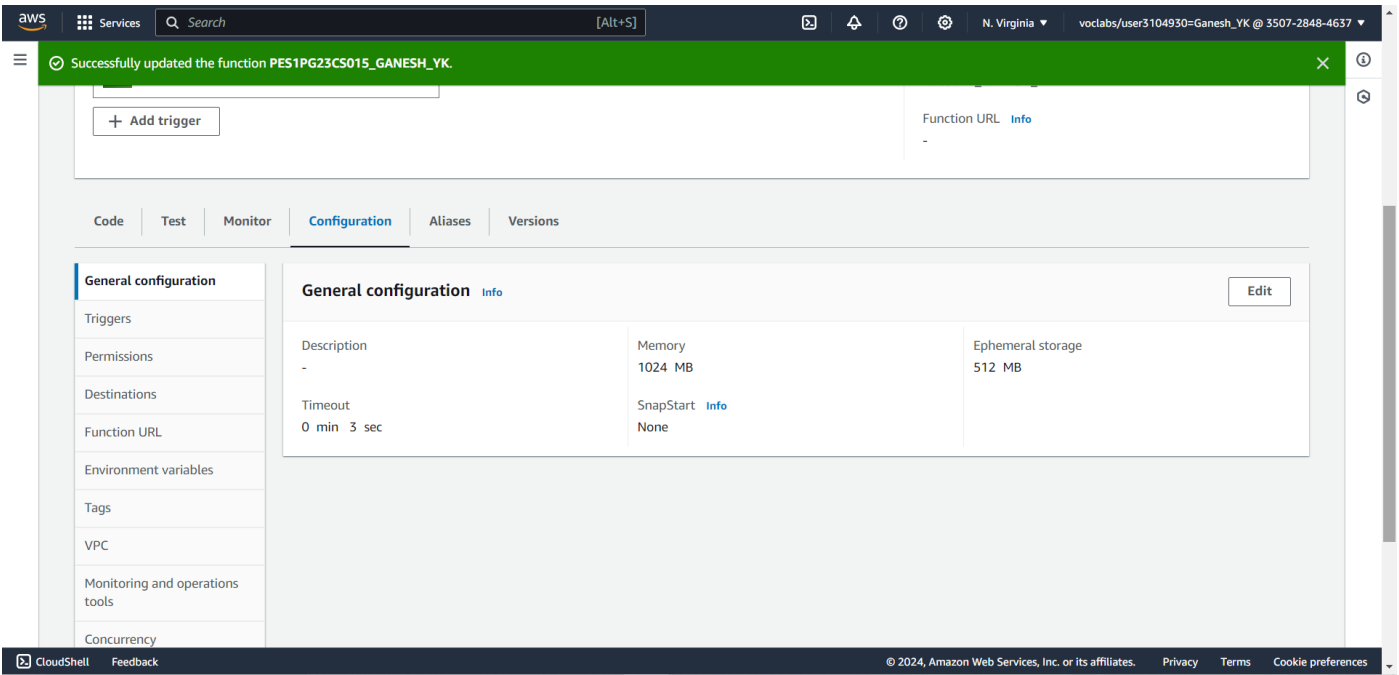 aws
Services
Search [Alt+S]
N. Virginia ▼
voclabs/user3104930=Ganesh_YK @ 3507-2848-4637 ▼
Successfully updated the function PES1PG23CS015_GANESH_YK.
+ Add trigger
Function URL Info
-
Code
Test
Monitor
Configuration
Aliases
Versions
General configuration
Triggers
Permissions
Destinations
Function URL
Environment variables
Tags
VPC
Monitoring and operations
tools
Concurrency
General configuration Info
Edit
Description
-
Timeout
0 min 3 sec
Memory
1024 MB
SnapStart Info
None
Ephemeral storage
512 MB
CloudShell
Feedback
© 2024, Amazon Web Services, Inc. or its affiliates.
Privacy
Terms
Cookie preferences